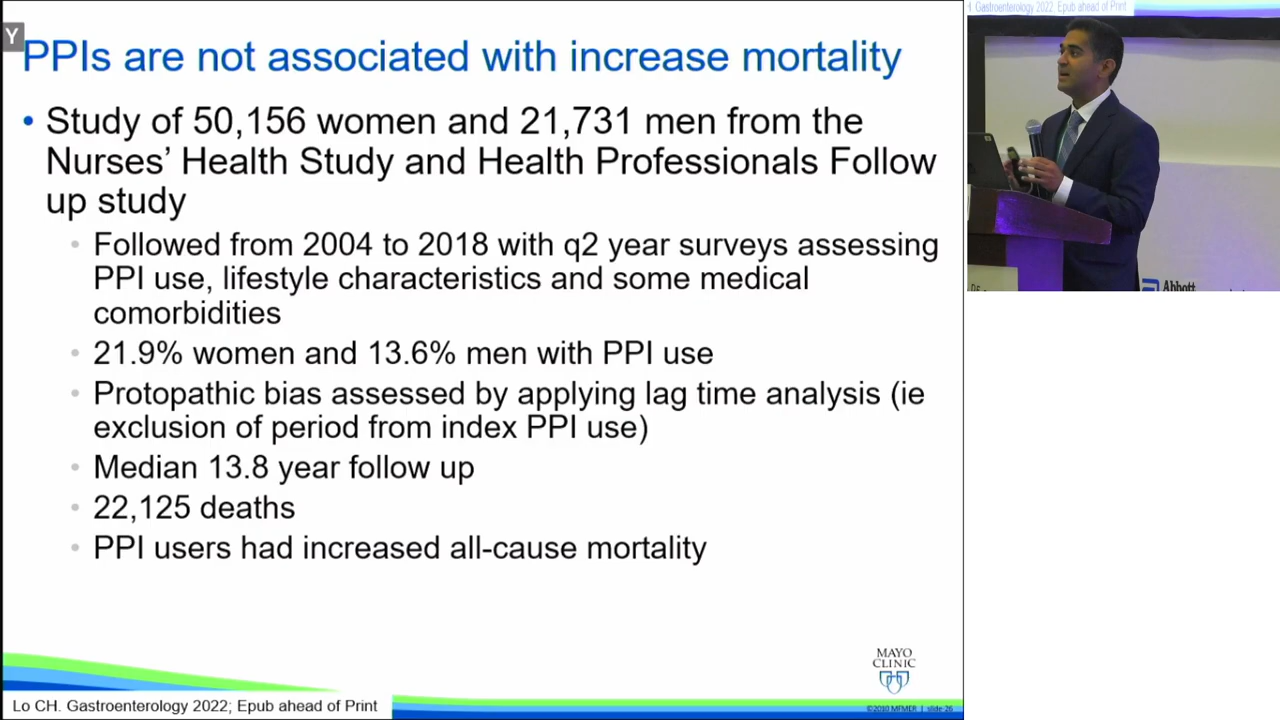 Y
PPIs are not associated with increase mortality
• Study of 50,156 women and 21,731 men from the
Nurses' Health Study and Health Professionals Follow
up study
• Followed from 2004 to 2018 with q2 year surveys assessing
PPI use, lifestyle characteristics and some medical
comorbidities
• 21.9% women and 13.6% men with PPI use
• Protopathic bias assessed by applying lag time analysis (ie
exclusion of period from index PPI use)
• Median 13.8 year follow up
• 22,125 deaths
• PPI users had increased all-cause mortality
MAYO
CLINIC
Lo CH. Gastroenterology 2022; Epub ahead of Print
©2010 MFMER | slide-26
H. Gastroenterology 2022. Epub ahead of Print
Abbott